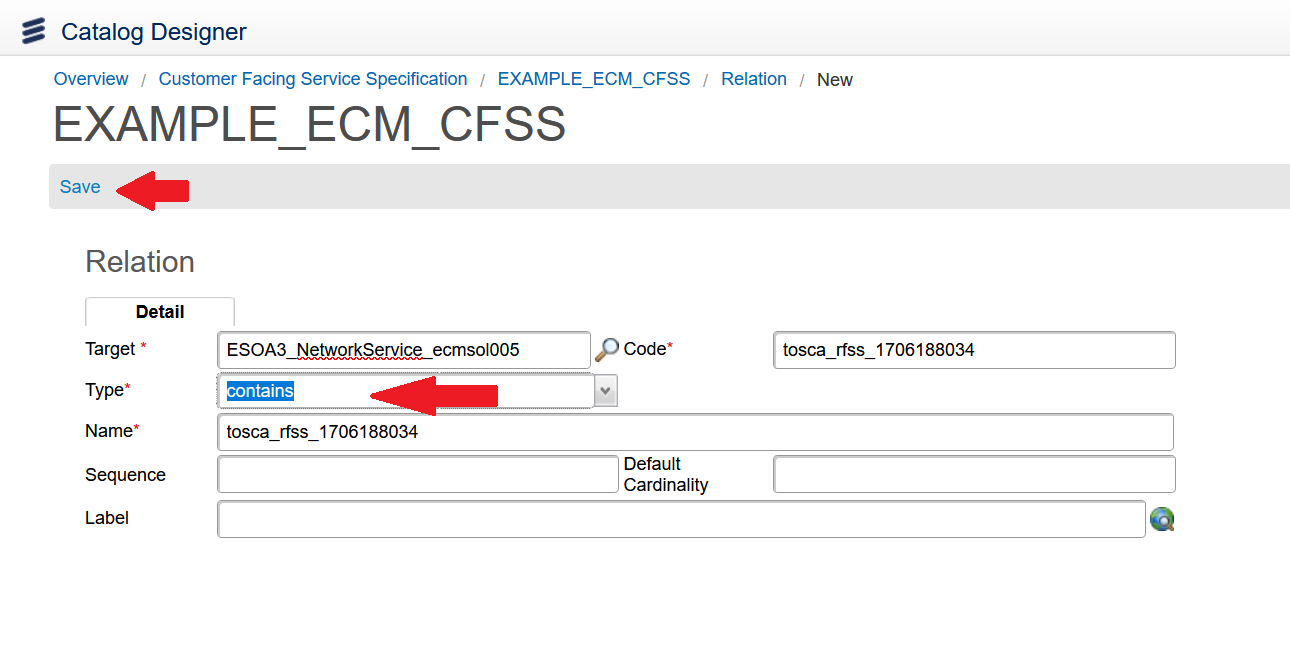 Catalog Designer
Overview / Customer Facing Service Specification / EXAMPLE_ECM_CFSS / Relation / New
EXAMPLE_ECM_CFSS
Save
Relation
Detail
Target * ESOA3_NetworkService_ecmsol005 Code* tosca_rfss_1706188034
Type* contains
Name* tosca_rfss_1706188034
Sequence Default Cardinality
Label